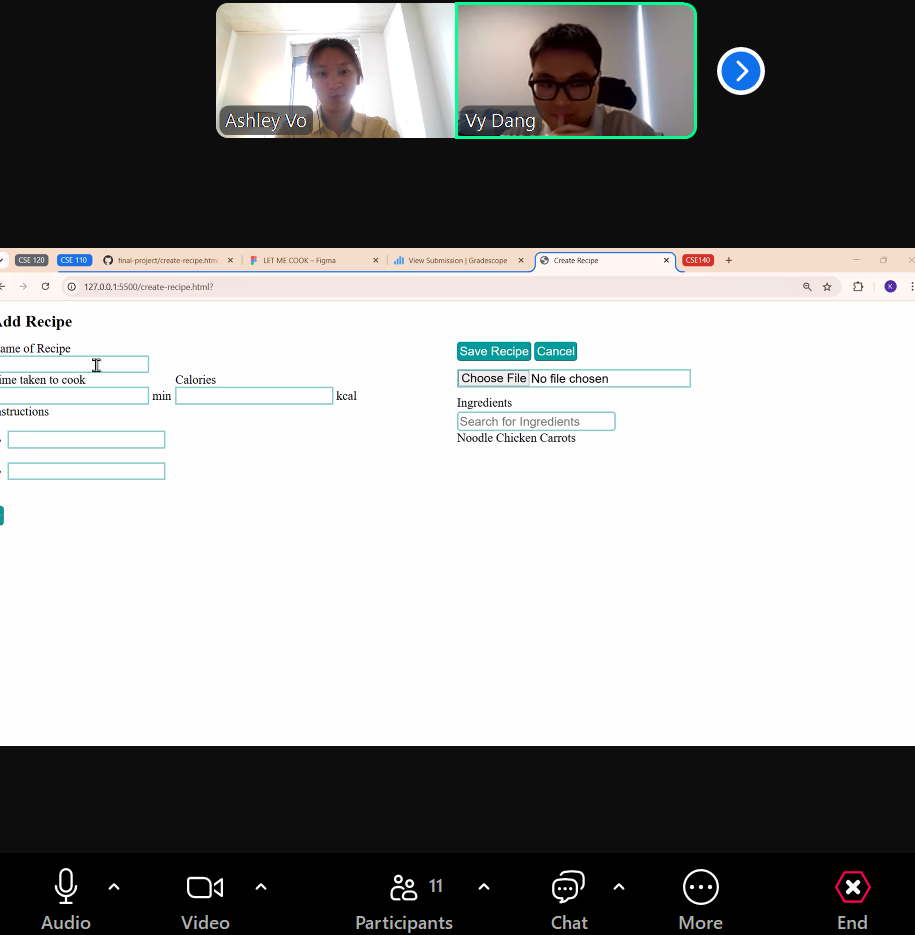 Ashley Vo
Vy Dang
CSE 120
CSE 110
final-project/create-recipe.html
LET ME COOK – Figma
View Submission | Gradescope
Create Recipe
CSE140
127.0.0.1:5500/create-recipe.html?
K
Add Recipe
ame of Recipe
ime taken to cook
Calories
min
kcal
nstructions
Save Recipe
Cancel
Choose File No file chosen
Ingredients
Search for Ingredients
Noodle Chicken Carrots
Audio
Video
11
Participants
Chat
More
End